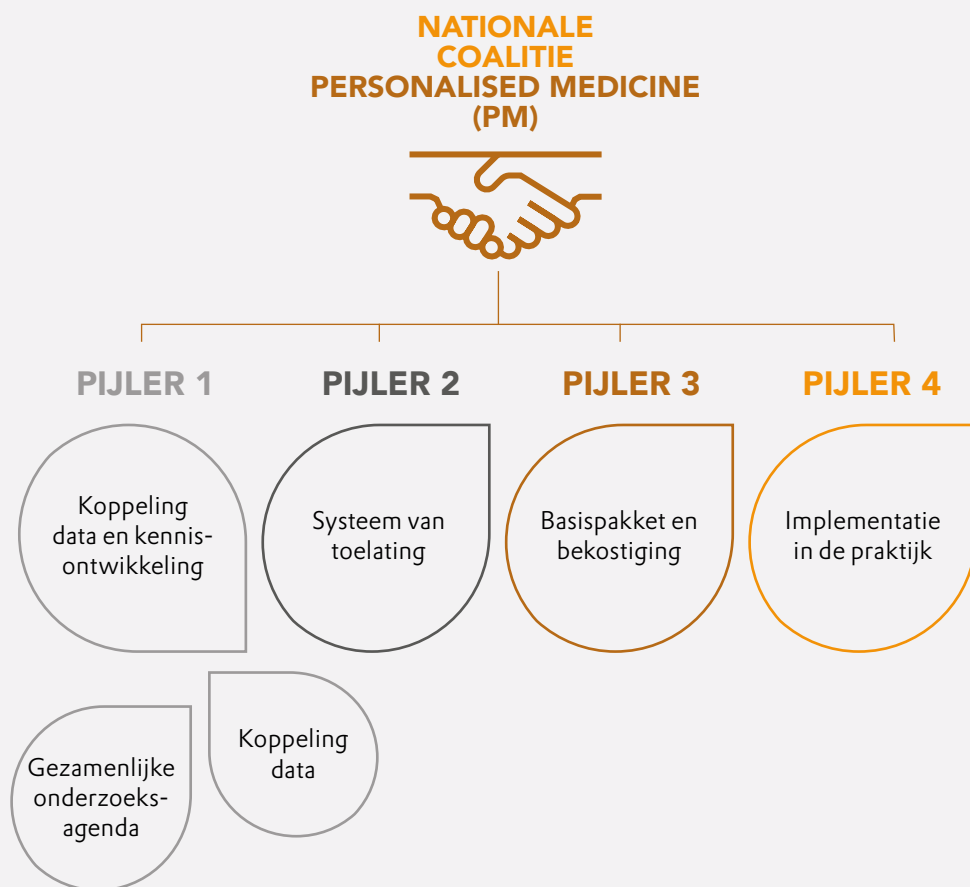 NATIONALE
COALITIE
PERSONALISED MEDICINE
(PM)
PIJLER 1
Koppeling
data en kennis-
ontwikkeling
PIJLER 2
Systeem van
toelating
PIJLER 3
Basispakket en
bekostiging
PIJLER 4
Implementatie
in de praktijk
Gezamenlijke
onderzoeks-
agenda
Koppeling
data